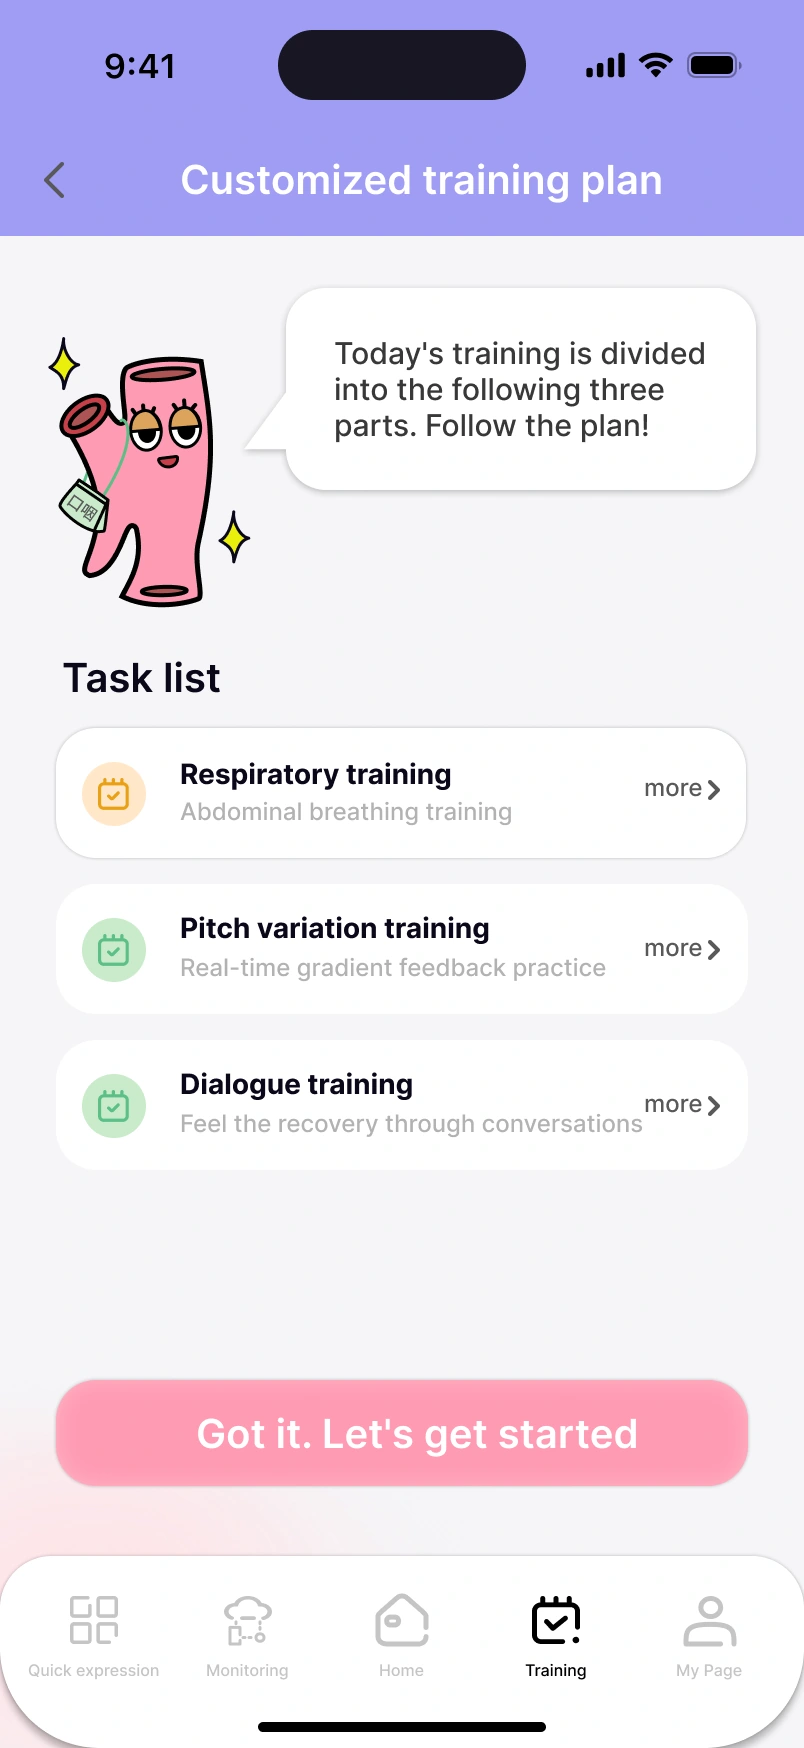 9:41
Customized training plan
Today's training is divided
into the following three
parts. Follow the plan!
口咽
Task list
Respiratory training
Abdominal breathing training
more
Pitch variation training
Real-time gradient feedback practice
more
Dialogue training
Feel the recovery through conversations
more
Got it. Let's get started
Quick expression
Monitoring
Home
Training
My Page